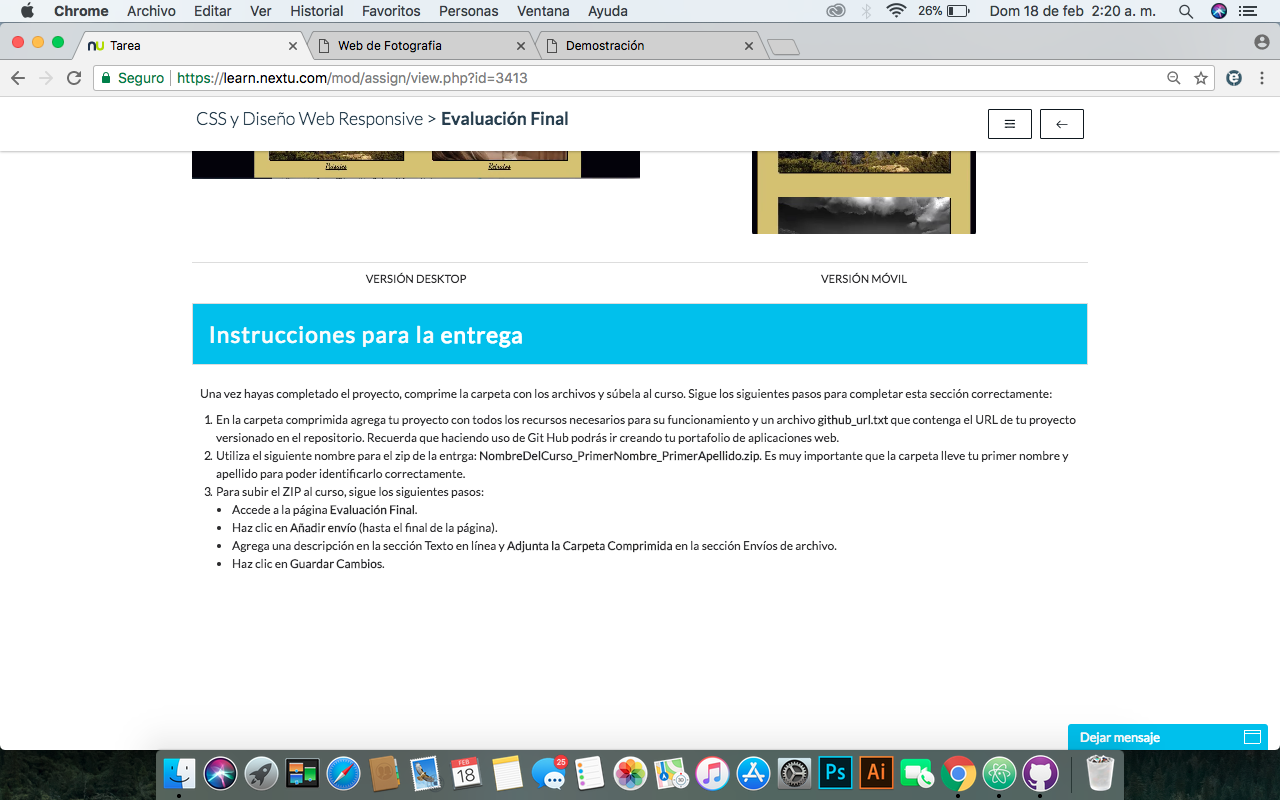 Chrome Archivo Editar Ver Historial Favoritos Personas Ventana Ayuda 26% Dom 18 de feb 2:20 a. m.
nu Tarea Web de Fotografia Demostración
Seguro https://learn.nextu.com/mod/assign/view.php?id=3413
CSS y Diseño Web Responsive > Evaluación Final
Paisajes Retratos
VERSIÓN DESKTOP VERSIÓN MÓVIL
Instrucciones para la entrega
Una vez hayas completado el proyecto, comprime la carpeta con los archivos y súbela al curso. Sigue los siguientes pasos para completar esta sección correctamente:
1. En la carpeta comprimida agrega tu proyecto con todos los recursos necesarios para su funcionamiento y un archivo github_url.txt que contenga el URL de tu proyecto
versionado en el repositorio. Recuerda que haciendo uso de Git Hub podrás ir creando tu portafolio de aplicaciones web.
2. Utiliza el siguiente nombre para el zip de la entrga: NombreDelCurso_PrimerNombre_PrimerApellido.zip. Es muy importante que la carpeta lleve tu primer nombre y
apellido para poder identificarlo correctamente.
3. Para subir el ZIP al curso, sigue los siguientes pasos:
• Accede a la página Evaluación Final.
• Haz clic en Añadir envío (hasta el final de la página).
• Agrega una descripción en la sección Texto en línea y Adjunta la Carpeta Comprimida en la sección Envíos de archivo.
• Haz clic en Guardar Cambios.
Dejar mensaje
FEB 18 25 Ps Ai